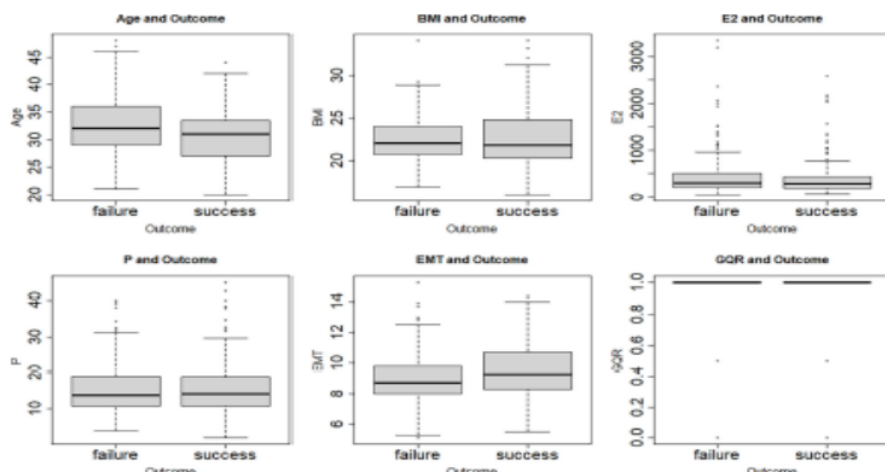 Age and Outcome
Age
45
40
35
30
25
20
failure
success
Outcome
BMI and Outcome
BMI
30
25
20
failure
success
Outcome
E2 and Outcome
E2
3000
2000
1000
0
failure
success
Outcome
P and Outcome
P
40
30
20
10
failure
success
Outcome
EMT and Outcome
EMT
14
12
10
8
6
failure
success
Outcome
GQR and Outcome
GQR
1.0
0.8
0.6
0.4
0.2
0.0
failure
success
Outcome